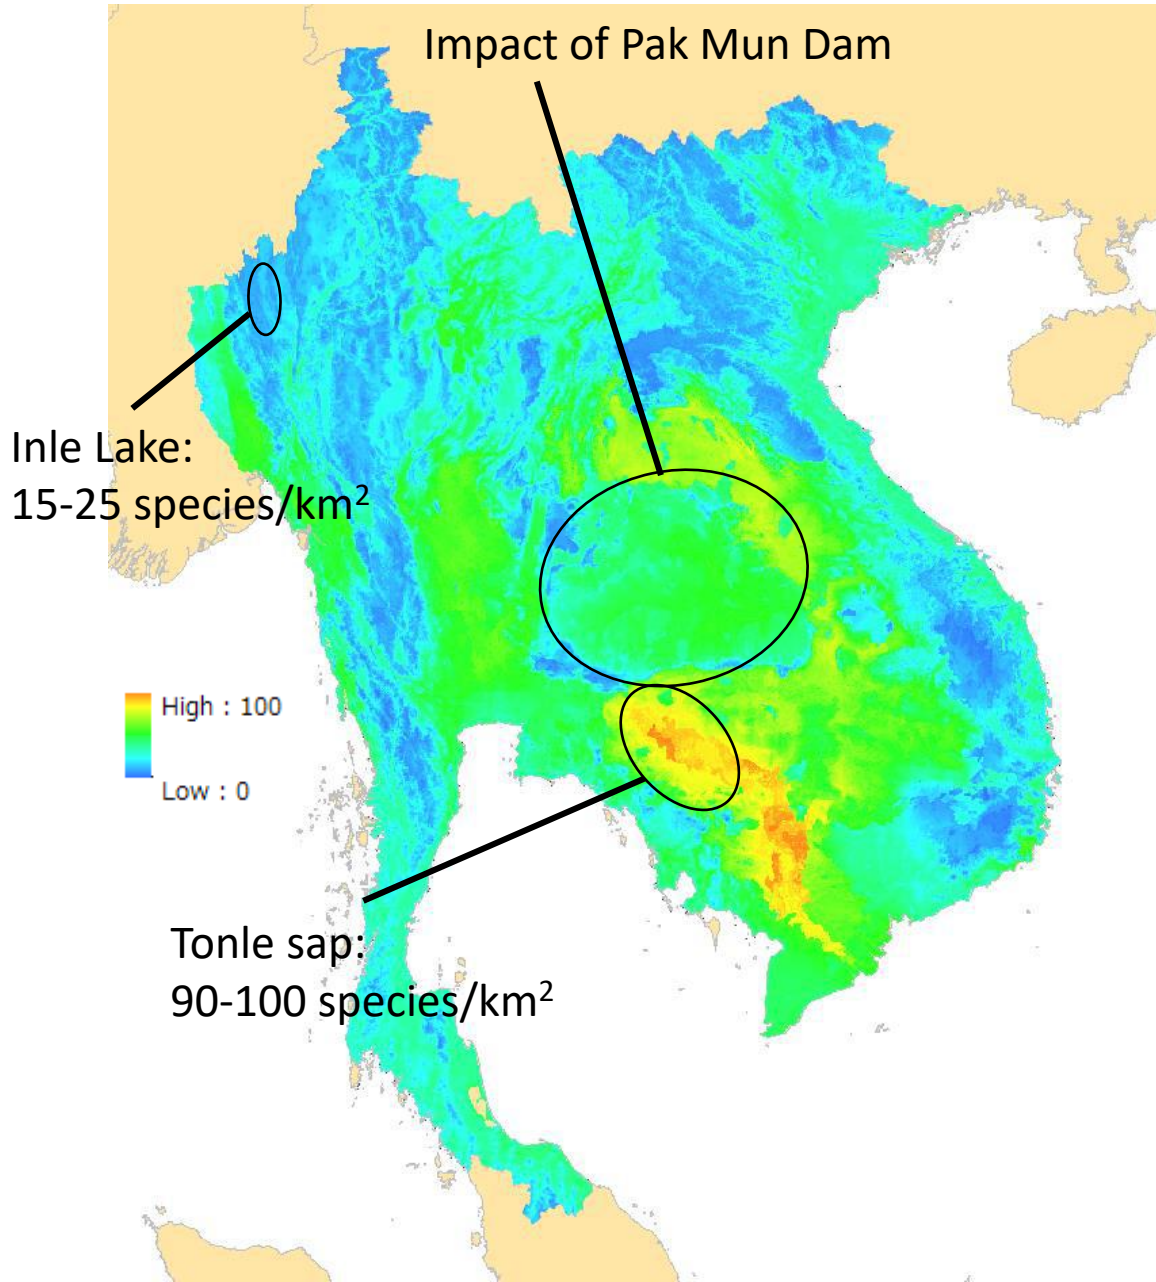 Impact of Pak Mun Dam
Inle Lake:
15-25 species/km²
High : 100
Low : 0
Tonle sap:
90-100 species/km²